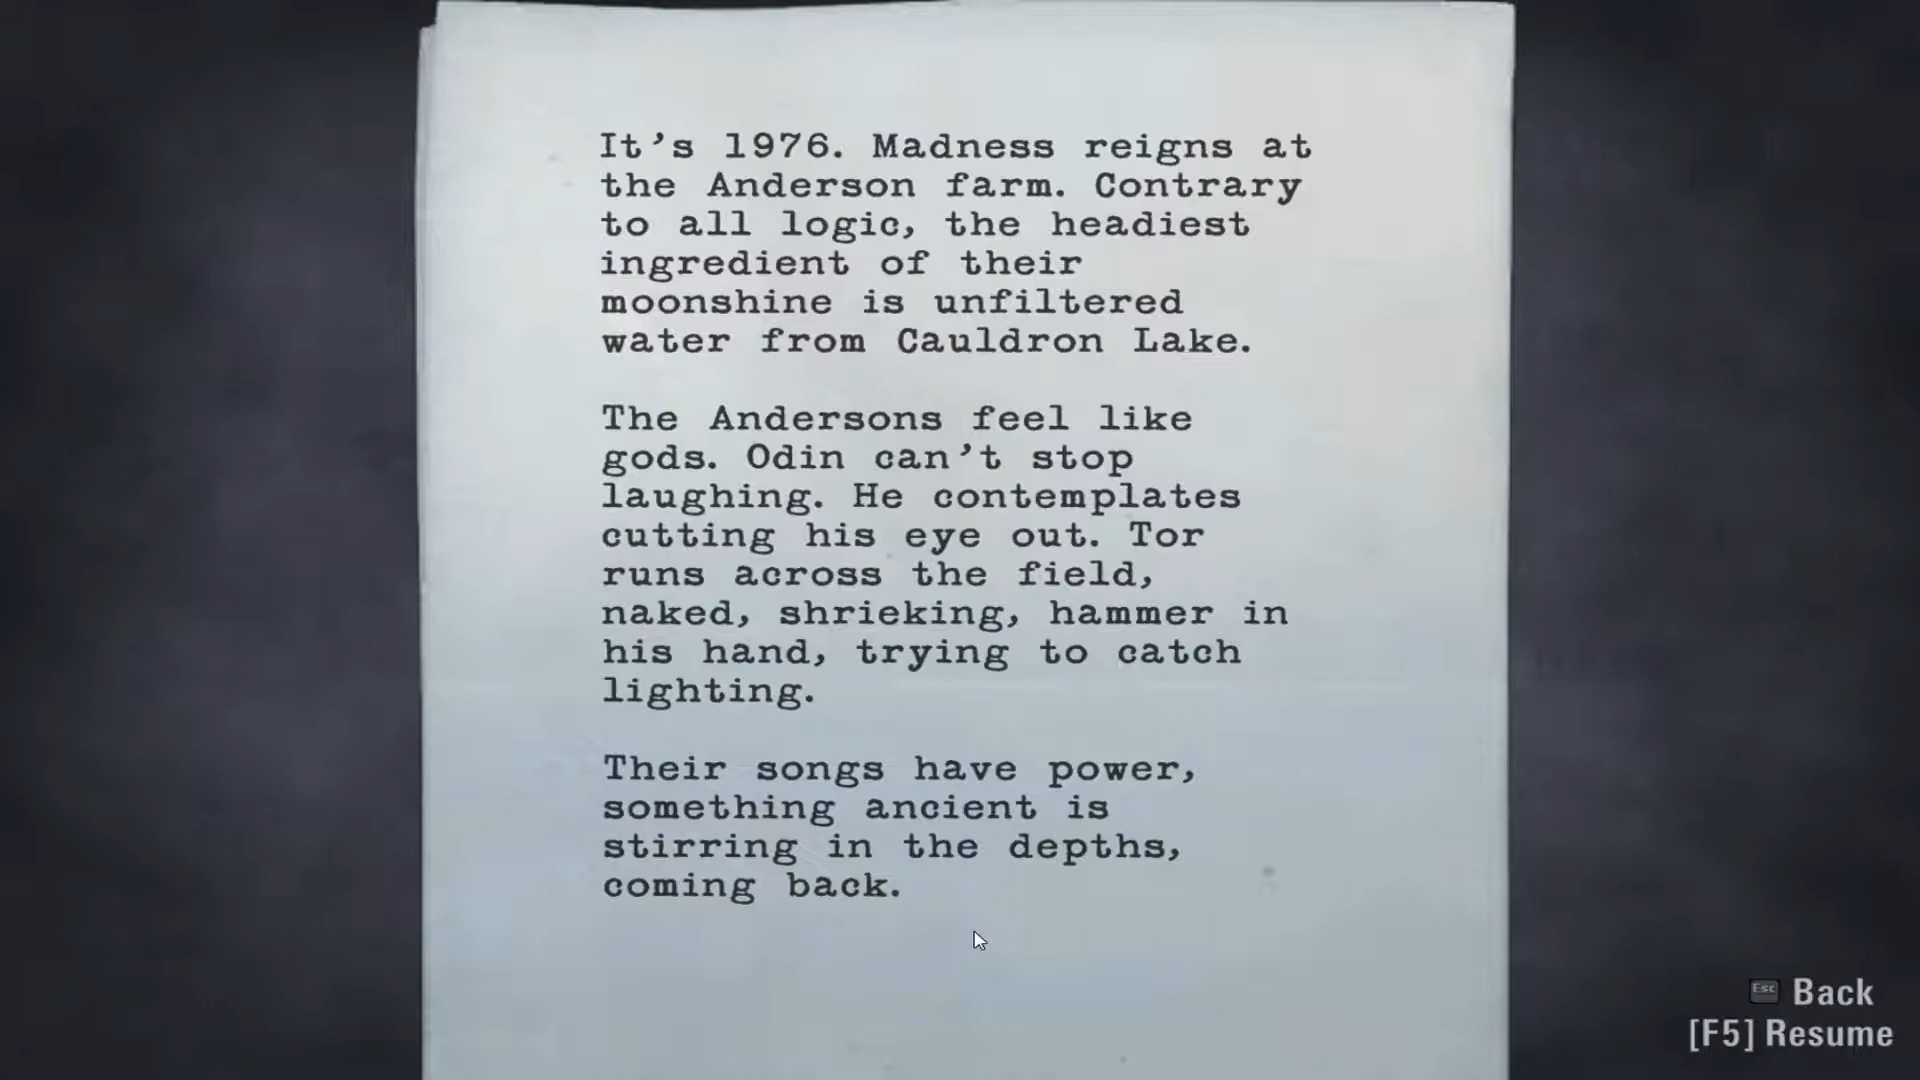 It’s 1976. Madness reigns at
the Anderson farm. Contrary
to all logic, the headiest
ingredient of their
moonshine is unfiltered
water from Cauldron Lake.
The Andersons feel like
gods. Odin can’t stop
laughing. He contemplates
cutting his eye out. Tor
runs across the field,
naked, shrieking, hammer in
his hand, trying to catch
lighting.
Their songs have power,
something ancient is
stirring in the depths,
coming back.
Esc Back
[F5] Resume